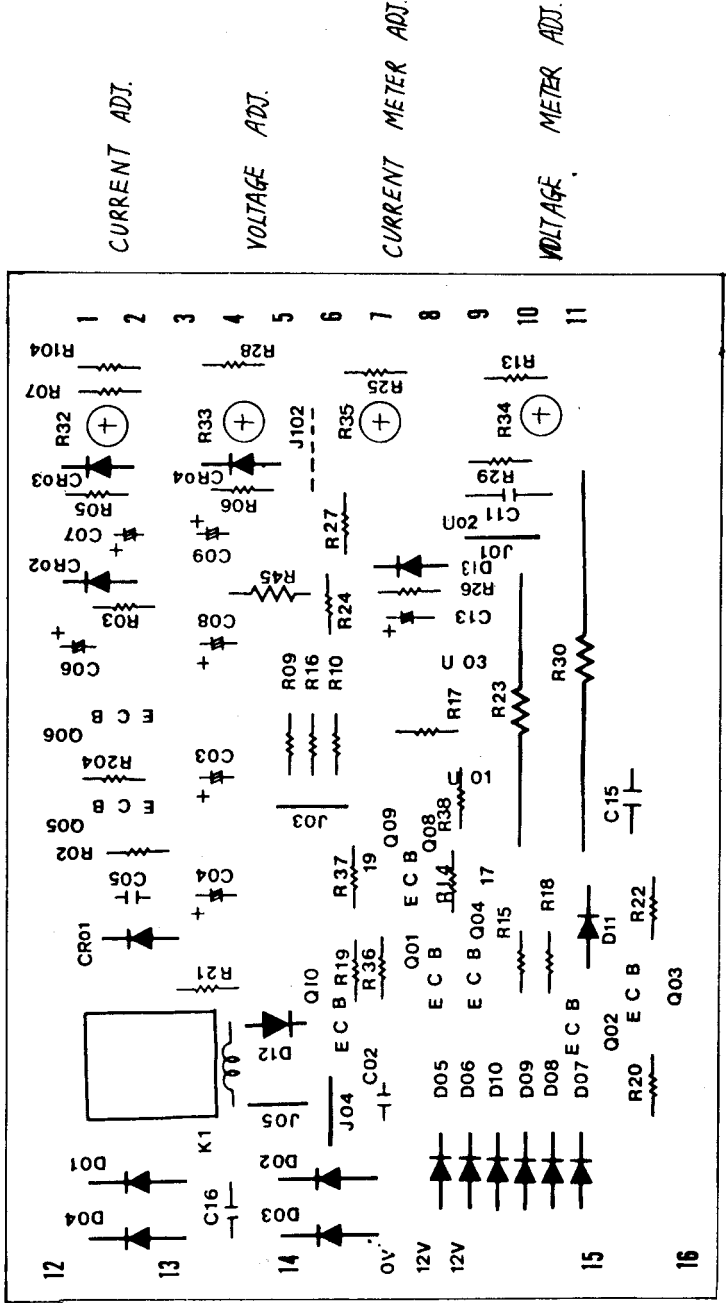 CURRENT ADJ.
VOLTAGE ADJ.
CURRENT METER ADJ.
VOLTAGE METER ADJ.
1
2
3
4
5
6
7
8
9
10
11
R104
R07
R28
R25
R13
R32
R33
J102
R35
R34
CR03
R05
CR04
R06
R29
C11
C07
C09
R27
U02
J01
CR02
R03
R45
R24
D13
R26
C13
C06
C08
R09
R16
R10
U 03
R30
Q06
E C B
R204
C03
R17
R23
Q05
E C B
R02
J03
U 01
C15
Q09
Q08
R38
C05
C04
R37
19
E C B
R14
17
CR01
Q04
R15
R18
D11
R22
R21
Q10
R19
R36
Q01
E C B
E C B
E C B
Q03
D12
E C B
E C B
Q02
K1
J05
J04
C02
D05
D06
D10
D09
D08
D07
R20
D01
D02
C16
D04
D03
12
13
14
0V
12V
12V
15
16